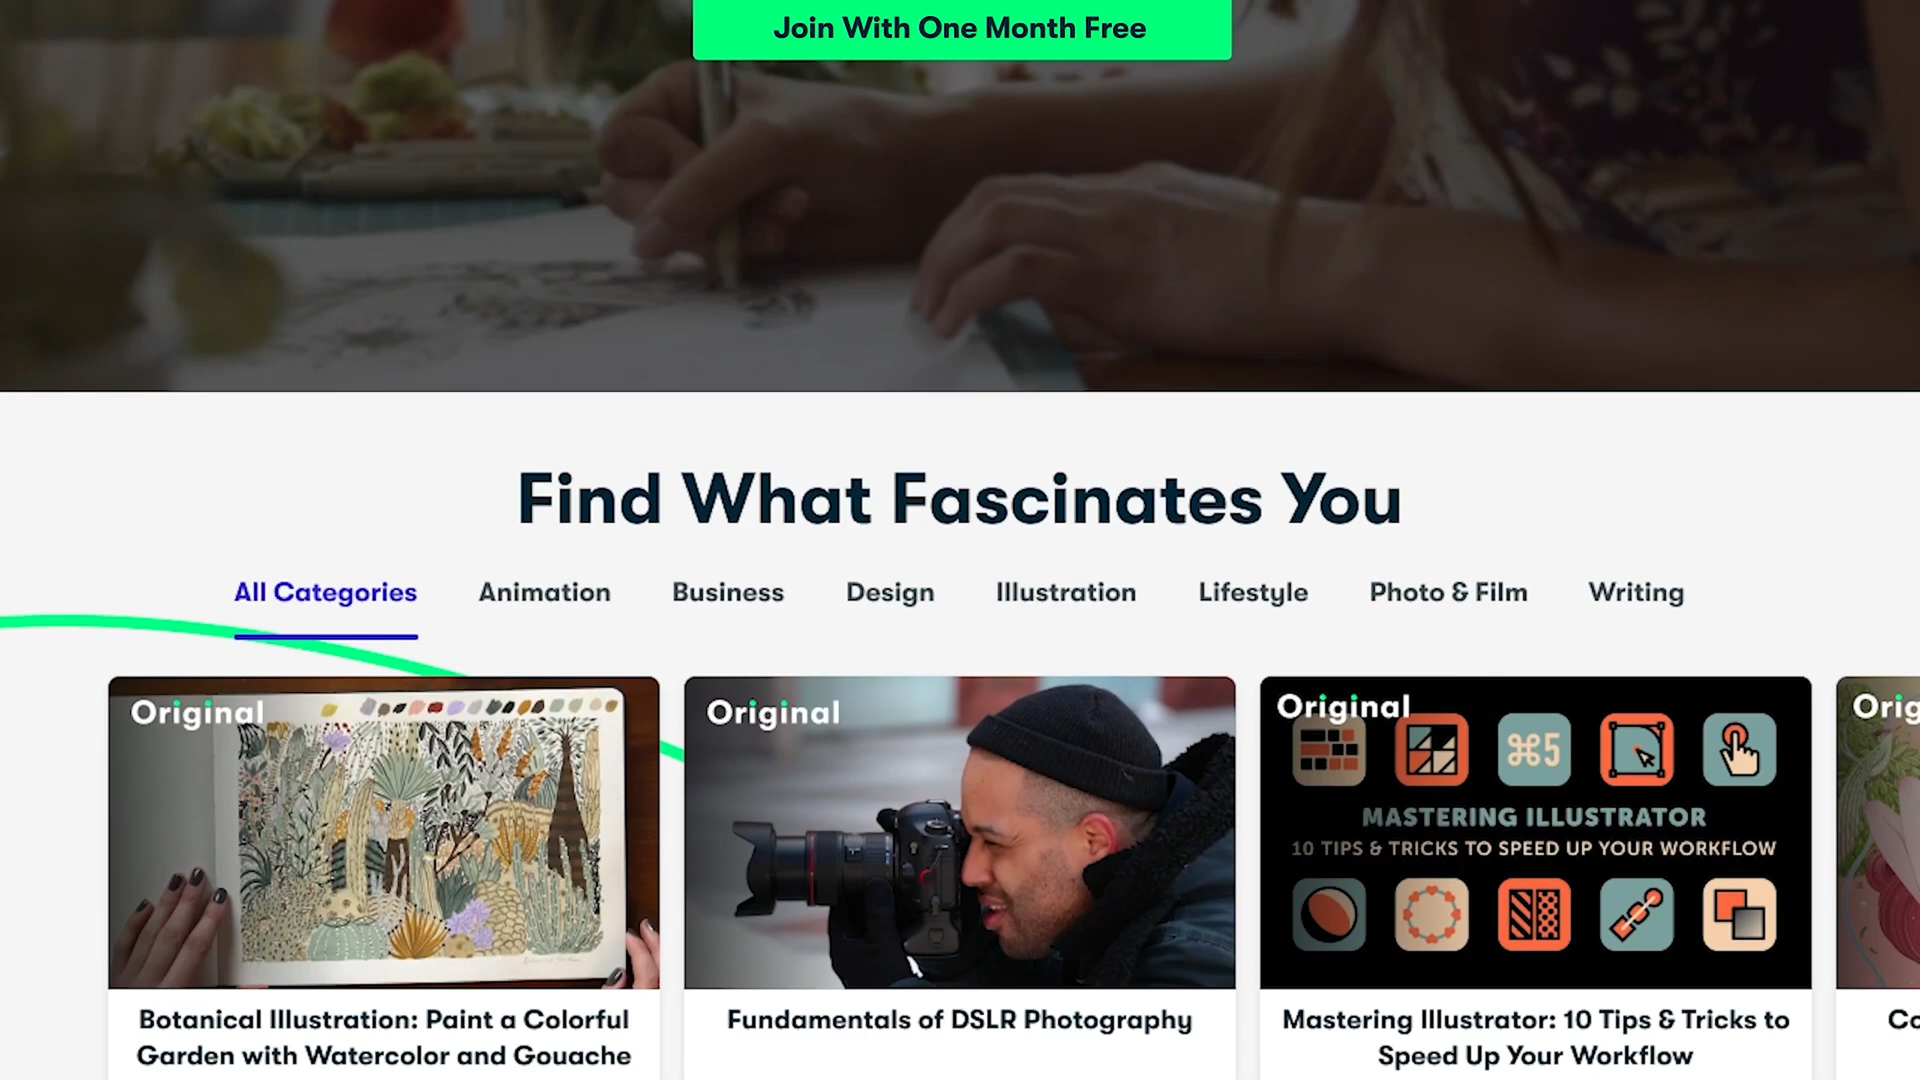 Join With One Month Free
Find What Fascinates You
All Categories
Animation
Business
Design
Illustration
Lifestyle
Photo & Film
Writing
Original
Original
Original
⌘5
MASTERING ILLUSTRATOR
10 TIPS & TRICKS TO SPEED UP YOUR WORKFLOW
Botanical Illustration: Paint a Colorful
Garden with Watercolor and Gouache
Fundamentals of DSLR Photography
Mastering Illustrator: 10 Tips & Tricks to
Speed Up Your Workflow